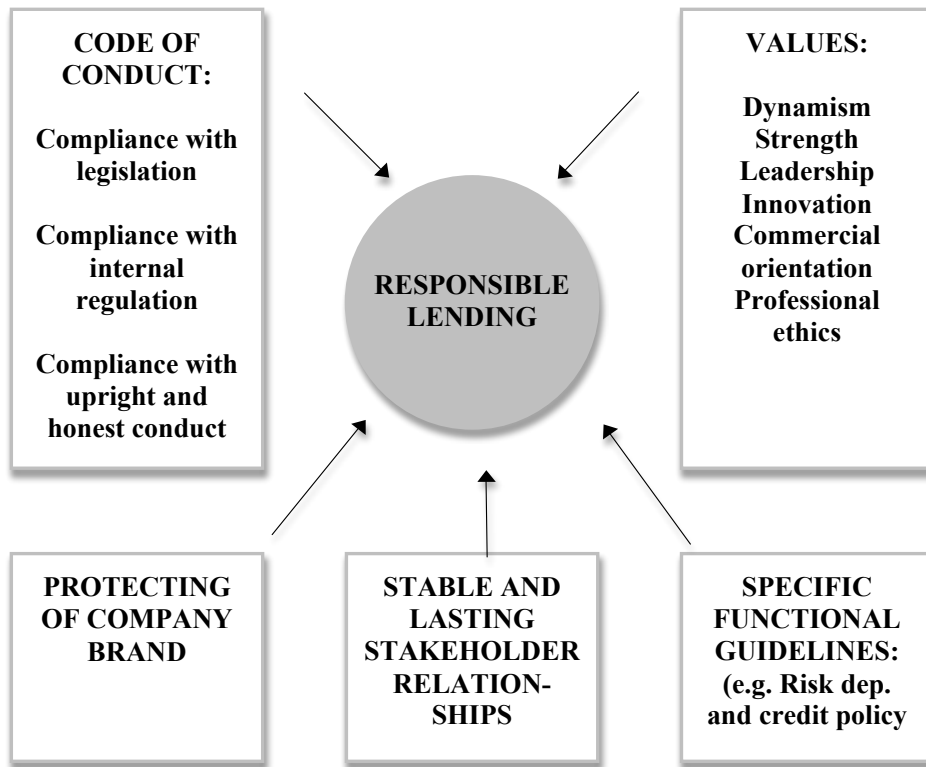 CODE OF
CONDUCT:
Compliance with
legislation
Compliance with
internal
regulation
Compliance with
upright and
honest conduct
VALUES:
Dynamism
Strength
Leadership
Innovation
Commercial
orientation
Professional
ethics
RESPONSIBLE
LENDING
PROTECTING
OF COMPANY
BRAND
STABLE AND
LASTING
STAKEHOLDER
RELATION-
SHIPS
SPECIFIC
FUNCTIONAL
GUIDELINES:
(e.g. Risk dep.
and credit policy